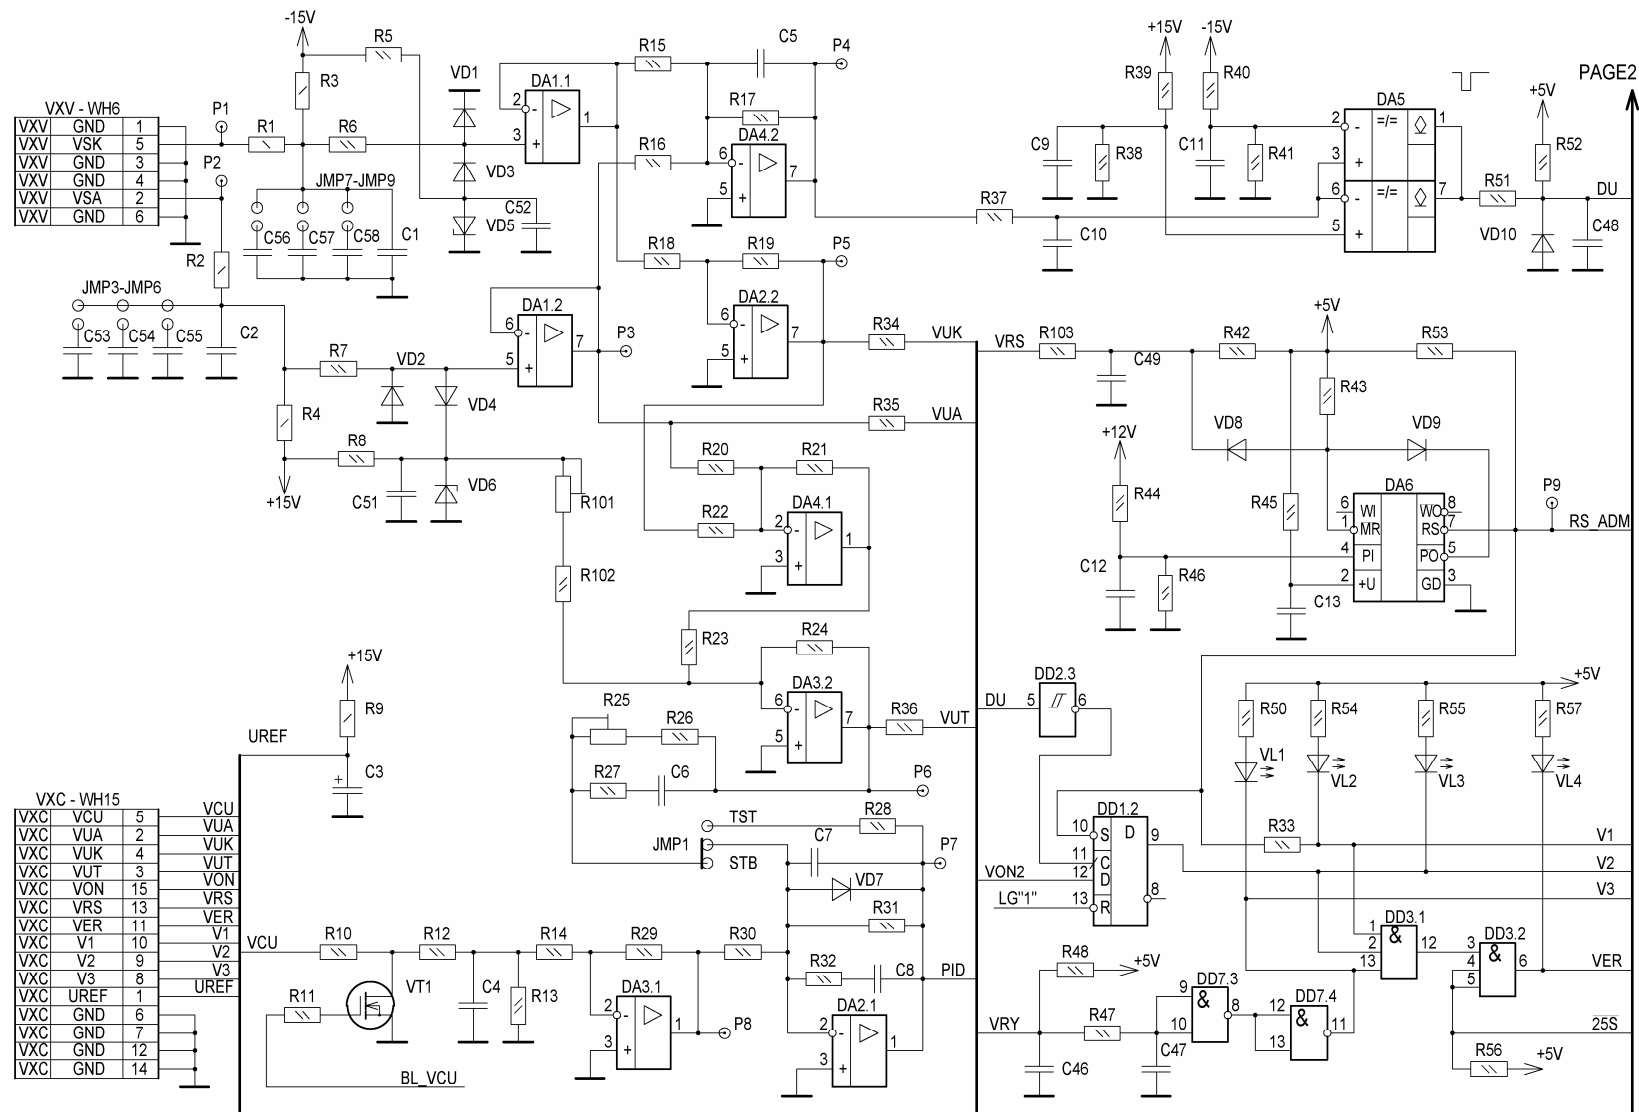 -15V
R5
+15V
-15V
PAGE2
R3
VD1
DA1.1
R15
C5
P4
R39
R40
DA5
+5V
VXV - WH6
P1
VXV GND 1
VXV VSK 5
VXV GND 3
VXV GND 4
VXV VSA 2
VXV GND 6
R1
R6
2 - 1
3 +
R17
DA4.2
C9
R38
C11
R41
2 - =/= 1
3 +
6 - =/= 7
5 +
R52
P2
JMP7-JMP9
VD3
R16
6 - 7
5 +
R51
DU
R37
C52
VD5
C56
C57
C58
C1
C10
VD10
C48
R2
R18
R19
P5
JMP3-JMP6
DA1.2
DA2.2
+5V
C53
C54
C55
C2
6 - 7
5 +
P3
6 - 7
5 +
R34
VUK
VRS
R103
C49
R42
R53
R7
VD2
VD4
R43
R4
R35
VUA
+12V
VD8
VD9
R8
R20
R21
DA6
P9
+15V
C51
VD6
R101
R44
R45
6 WI WO 8
1 MR RS 7
4 PI PO 5
2 +U GD 3
RS_ADM
R22
DA4.1
2 - 1
3 +
R102
C12
R46
C13
R23
R24
+15V
R9
DD2.3
+5V
DA3.2
6 - 7
5 +
R25
R26
R36
VUT
DU
5 6
R50
R54
R55
R57
UREF
C3
R27
C6
P6
VL1
VL2
VL3
VL4
VXC - WH15
VXC VCU 5 VCU
VXC VUA 2 VUA
VXC VUK 4 VUK
VXC VUT 3 VUT
VXC VON 15 VON
VXC VRS 13 VRS
VXC VER 11 VER
VXC V1 10 V1
VXC V2 9 V2
VXC V3 8 V3
VXC UREF 1 UREF
VXC GND 6
VXC GND 7
VXC GND 12
VXC GND 14
TST
R28
JMP1
STB
C7
P7
VD7
R31
DD1.2
10 S D 9
11 C
12 D 8
13 R
VON2
LG"1"
R33
V1
V2
V3
VCU
R10
R12
R14
R29
R30
R32
C8
PID
DD3.1
1
2 & 12
13
DD3.2
3
4 & 6
5
VER
R11
VT1
C4
R13
DA3.1
2 - 1
3 +
P8
DA2.1
2 - 1
3 +
BL_VCU
R48
+5V
VRY
R47
DD7.3
9 & 8
10
DD7.4
12 & 11
13
C46
C47
25S
R56
+5V